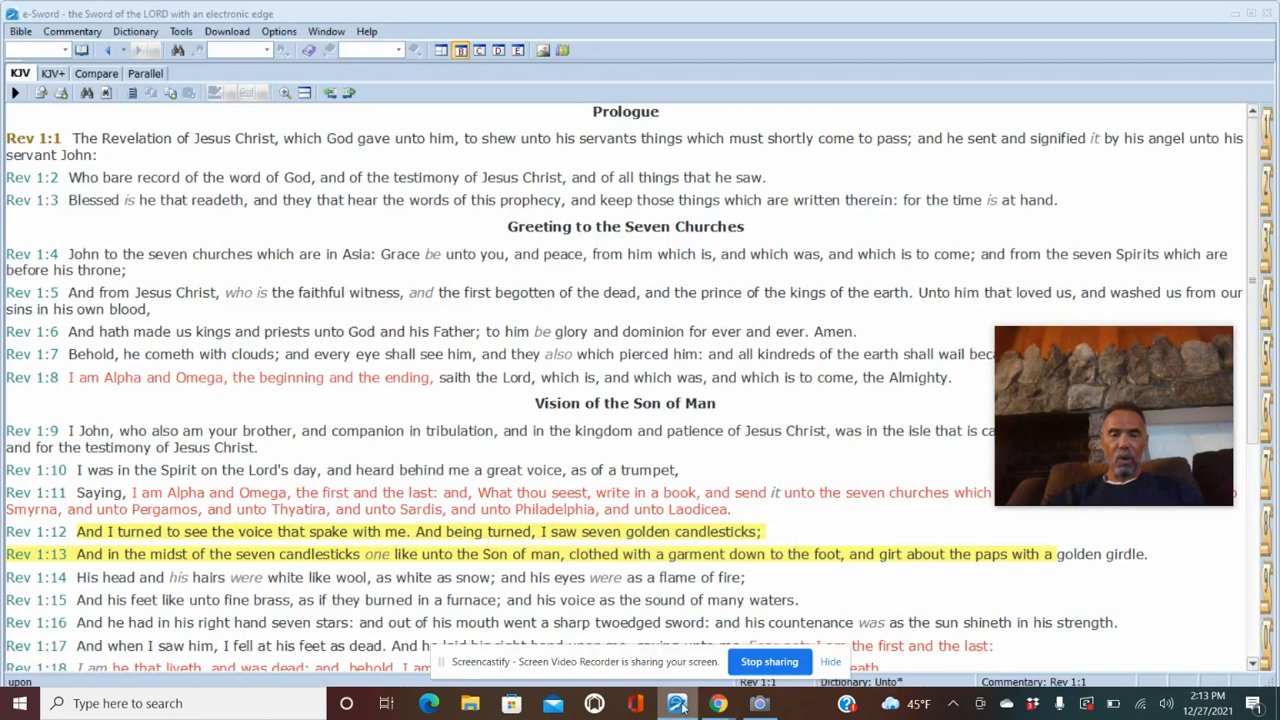 e-Sword - the Sword of the LORD with an electronic edge
Bible Commentary Dictionary Tools Download Options Window Help
B C D E
KJV KJV+ Compare Parallel
Prologue
Rev 1:1 The Revelation of Jesus Christ, which God gave unto him, to shew unto his servants things which must shortly come to pass; and he sent and signified it by his angel unto his
servant John:
Rev 1:2 Who bare record of the word of God, and of the testimony of Jesus Christ, and of all things that he saw.
Rev 1:3 Blessed is he that readeth, and they that hear the words of this prophecy, and keep those things which are written therein: for the time is at hand.
Greeting to the Seven Churches
Rev 1:4 John to the seven churches which are in Asia: Grace be unto you, and peace, from him which is, and which was, and which is to come; and from the seven Spirits which are
before his throne;
Rev 1:5 And from Jesus Christ, who is the faithful witness, and the first begotten of the dead, and the prince of the kings of the earth. Unto him that loved us, and washed us from our
sins in his own blood,
Rev 1:6 And hath made us kings and priests unto God and his Father; to him be glory and dominion for ever and ever. Amen.
Rev 1:7 Behold, he cometh with clouds; and every eye shall see him, and they also which pierced him: and all kindreds of the earth shall wail
Rev 1:8 I am Alpha and Omega, the beginning and the ending, saith the Lord, which is, and which was, and which is to come, the Almighty.
Vision of the Son of Man
Rev 1:9 I John, who also am your brother, and companion in tribulation, and in the kingdom and patience of Jesus Christ, was in the isle that is
and for the testimony of Jesus Christ.
Rev 1:10 I was in the Spirit on the Lord's day, and heard behind me a great voice, as of a trumpet,
Rev 1:11 Saying, I am Alpha and Omega, the first and the last: and, What thou seest, write in a book, and send it unto the seven churches which
Smyrna, and unto Pergamos, and unto Thyatira, and unto Sardis, and unto Philadelphia, and unto Laodicea.
Rev 1:12 And I turned to see the voice that spake with me. And being turned, I saw seven golden candlesticks;
Rev 1:13 And in the midst of the seven candlesticks one like unto the Son of man, clothed with a garment down to the foot, and girt about the paps with a golden girdle.
Rev 1:14 His head and his hairs were white like wool, as white as snow; and his eyes were as a flame of fire;
Rev 1:15 And his feet like unto fine brass, as if they burned in a furnace; and his voice as the sound of many waters.
Rev 1:16 And he had in his right hand seven stars: and out of his mouth went a sharp twoedged sword: and his countenance was as the sun shineth in his strength.
Rev 1:17 And when I saw him, I fell at his feet as dead. And he laid his right hand upon me, saying unto me, Fear not; I am the first and the last:
Rev 1:18 I am he that liveth, and was dead; and, behold, I am
Screencastify - Screen Video Recorder is sharing your screen. Stop sharing Hide
upon Rev 1:1 Dictionary: Unto* Commentary: Rev 1:1
Type here to search 45°F 2:13 PM
12/27/2021